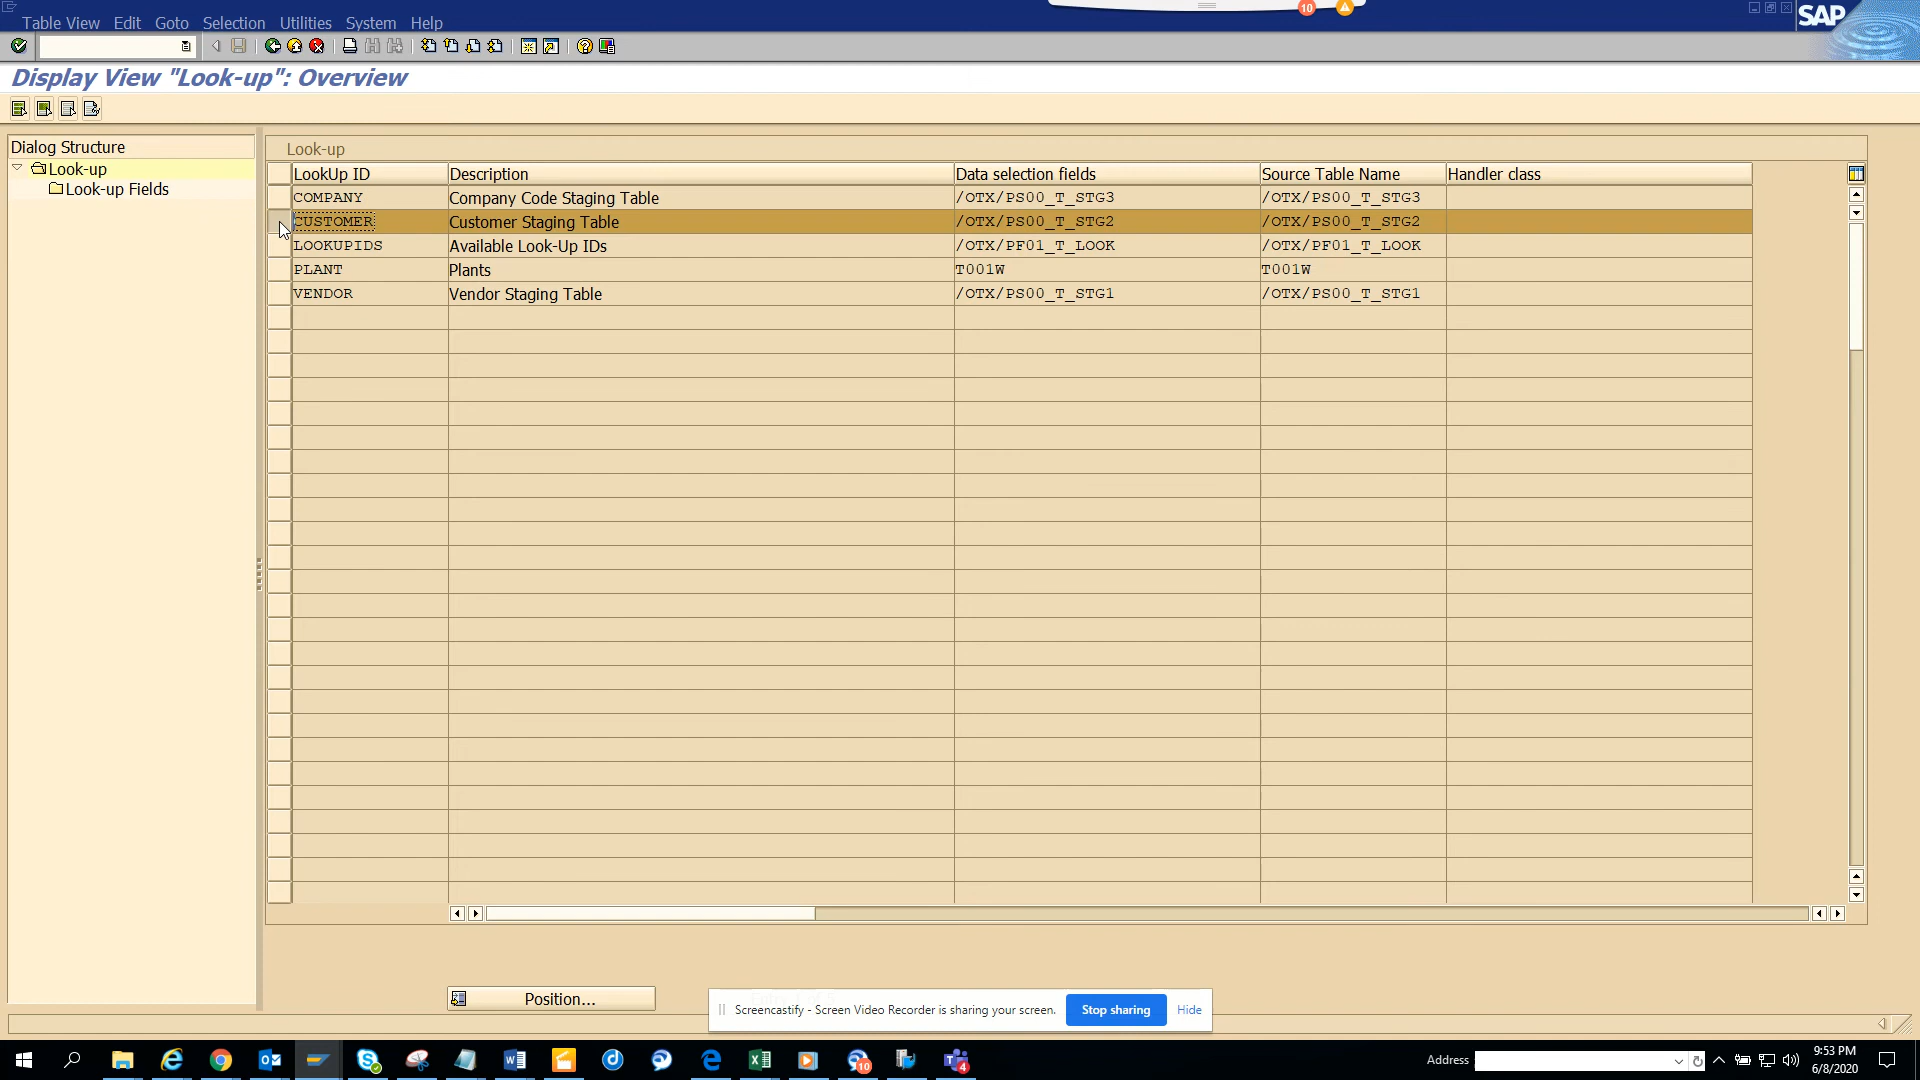 Table View Edit Goto Selection Utilities System Help
10
SAP
Display View "Look-up": Overview
Dialog Structure
Look-up
Look-up Fields
Look-up
LookUp ID Description Data selection fields Source Table Name Handler class
COMPANY Company Code Staging Table /OTX/PS00_T_STG3 /OTX/PS00_T_STG3
CUSTOMER Customer Staging Table /OTX/PS00_T_STG2 /OTX/PS00_T_STG2
LOOKUPIDS Available Look-Up IDs /OTX/PF01_T_LOOK /OTX/PF01_T_LOOK
PLANT Plants T001W T001W
VENDOR Vendor Staging Table /OTX/PS00_T_STG1 /OTX/PS00_T_STG1
Position...
Screencastify - Screen Video Recorder is sharing your screen. Stop sharing Hide
Address
10
4
9:53 PM
6/8/2020